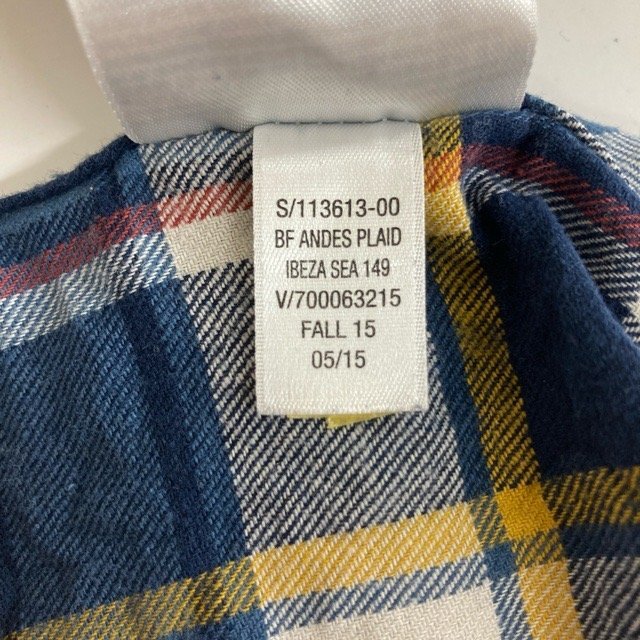 S/113613-00
BF ANDES PLAID
IBEZA SEA 149
V/700063215
FALL 15
05/15